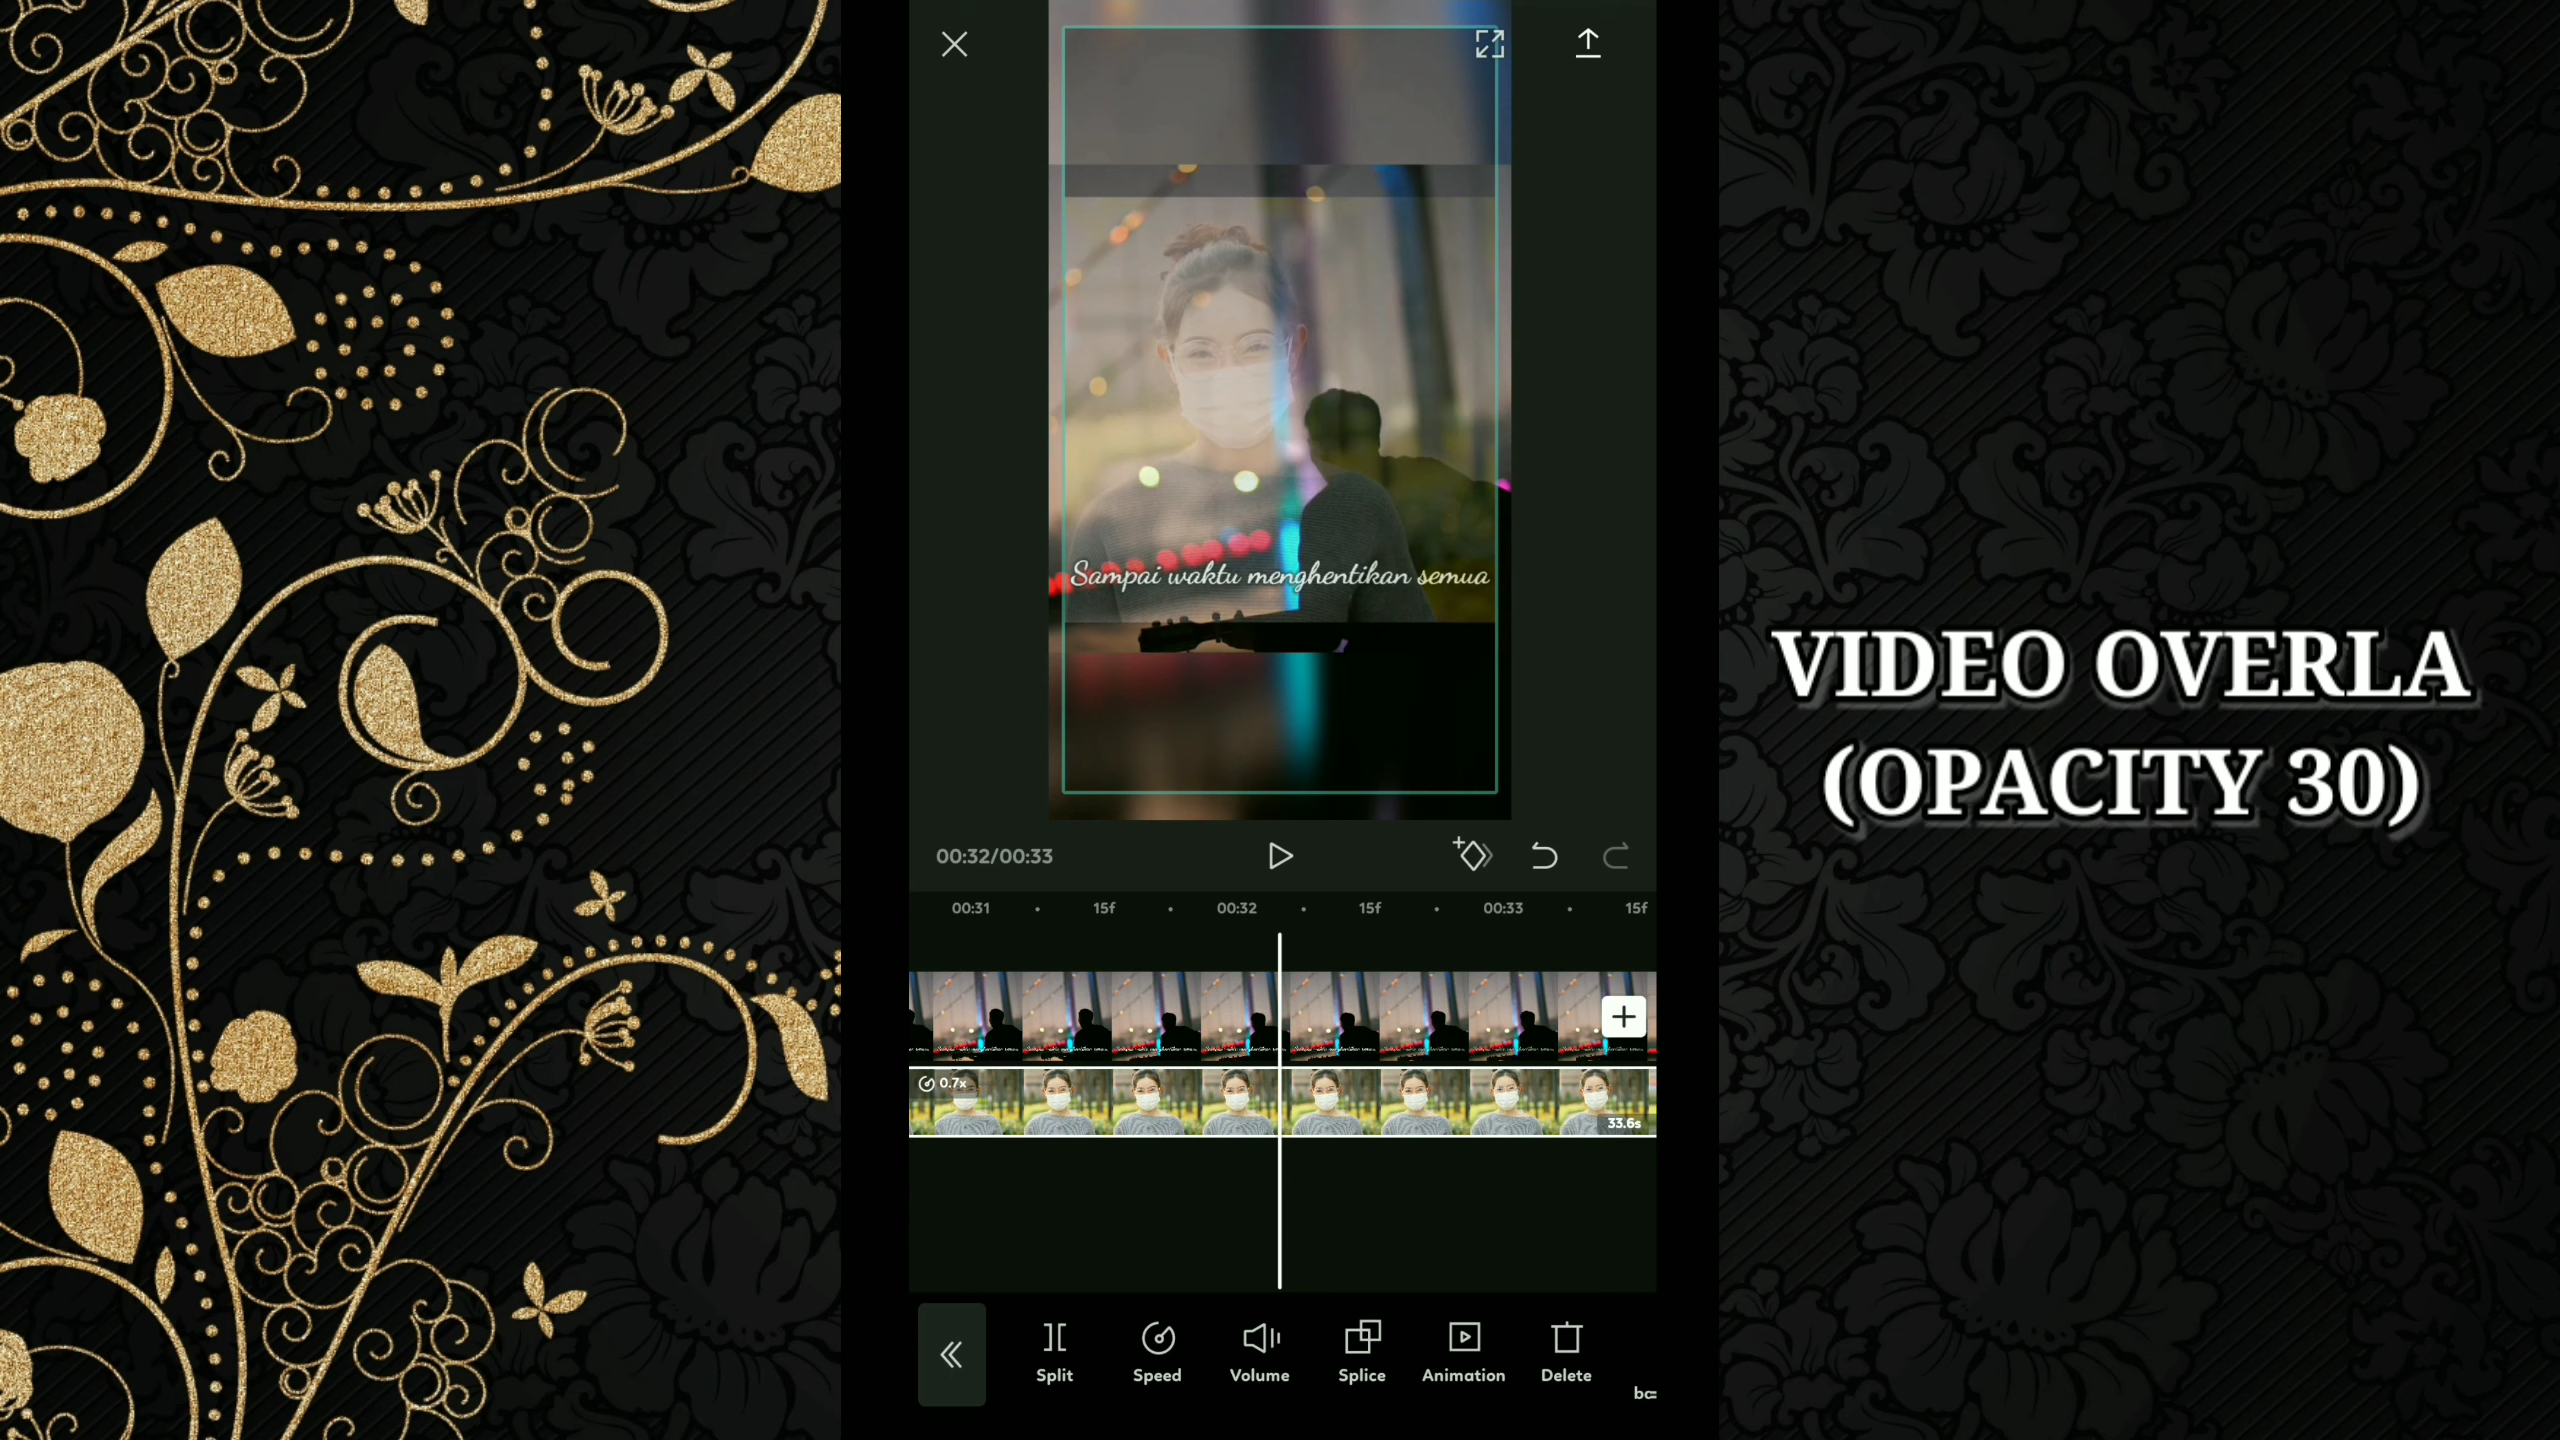 Sampai waktu menghentikan semua
VIDEO OVERLA
(OPACITY 30)
00:32/00:33
00:31 15f 00:32 15f 00:33 15f
0.7x
33.6s
Split Speed Volume Splice Animation Delete